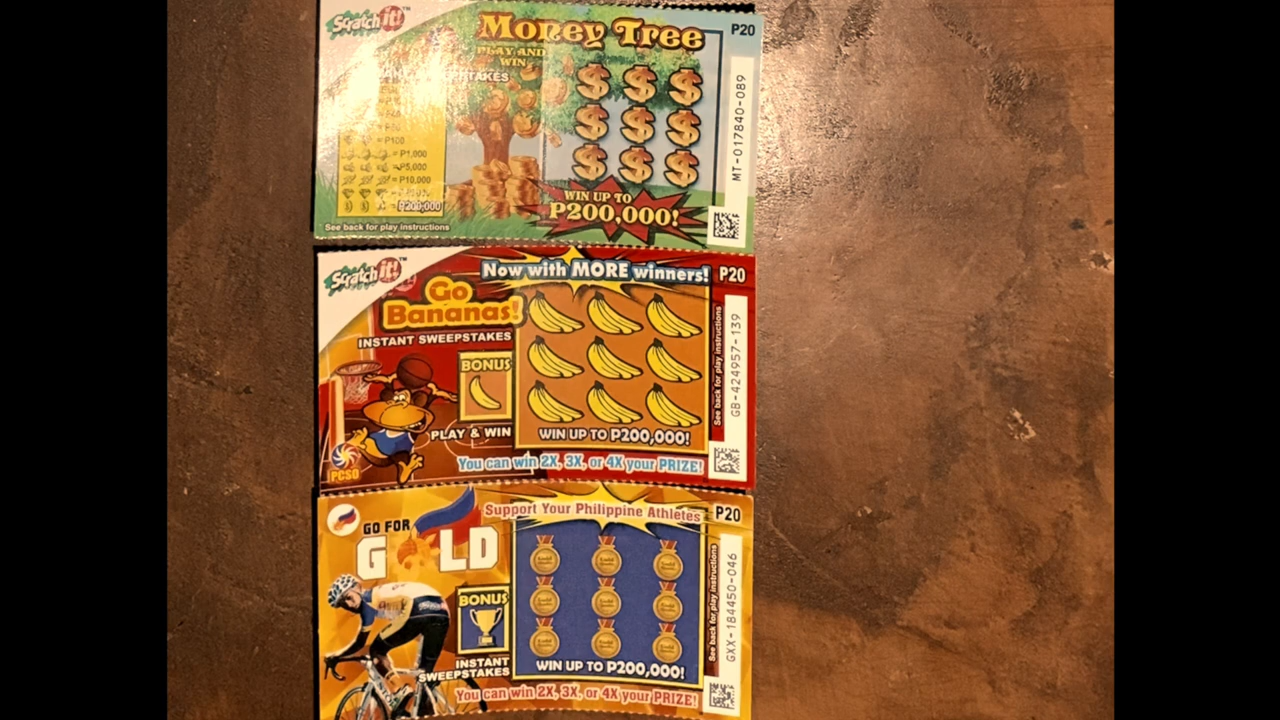 Scratch it!™
Money Tree
P20
PLAY AND
WIN
= P100
= P1,000
= P5,000
= P10,000
P200,000
WIN UP TO
P200,000!
See back for play instructions
MT-017840-089
Scratch it!™
Now with MORE winners!
P20
Go
Bananas!
INSTANT SWEEPSTAKES
BONUS
PLAY & WIN
PCSO
WIN UP TO P200,000!
You can win 2X, 3X, or 4X your PRIZE!
See back for play instructions
GB-424957-139
GO FOR
G LD
Support Your Philippine Athletes
P20
BONUS
INSTANT
SWEEPSTAKES
WIN UP TO P200,000!
You can win 2X, 3X, or 4X your PRIZE!
See back for play instructions
GXX-184450-046